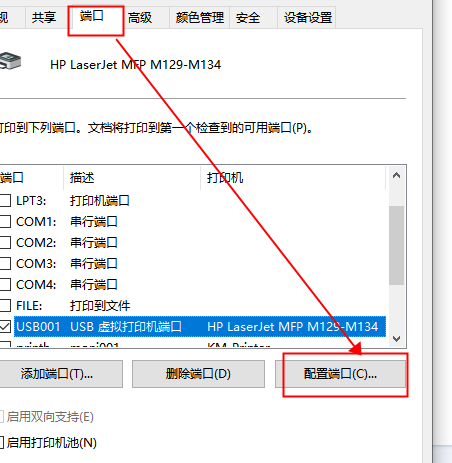 规 共享 端口 高级 颜色管理 安全 设备设置
HP LaserJet MFP M129-M134
打印到下列端口。文档将打印到第一个检查到的可用端口(P)。
端口 描述 打印机
LPT3: 打印机端口
COM1: 串行端口
COM2: 串行端口
COM3: 串行端口
COM4: 串行端口
FILE: 打印到文件
USB001 USB 虚拟打印机端口 HP LaserJet MFP M129-M134
添加端口(T)... 删除端口(D) 配置端口(C)...
启用双向支持(E)
启用打印机池(N)